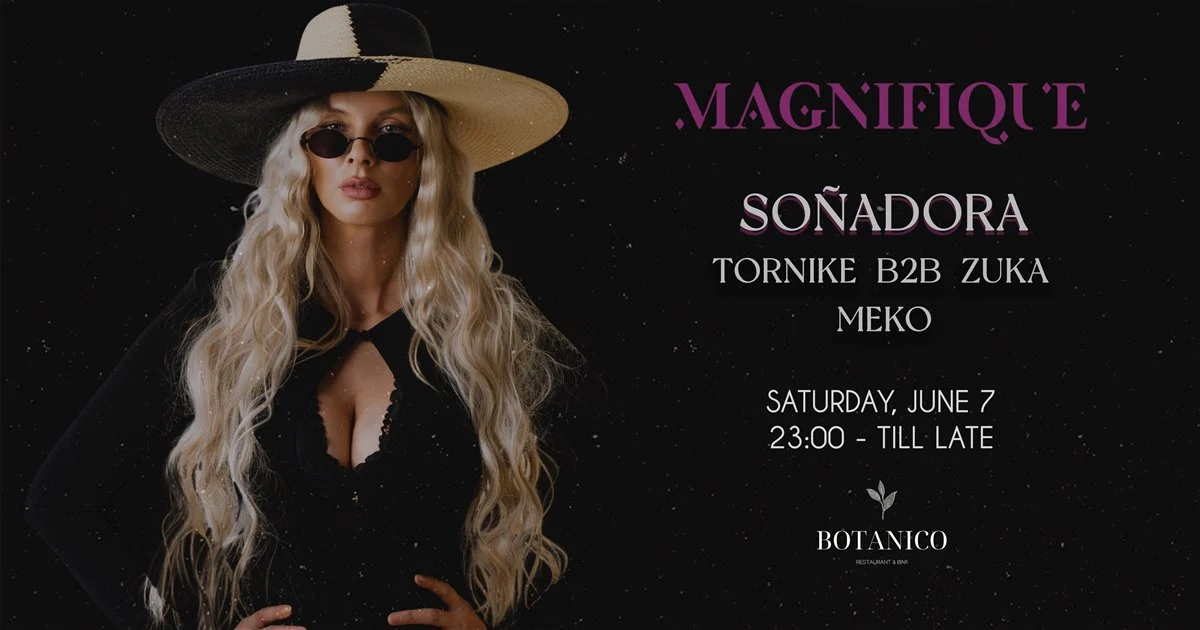 MAGNIFIQUE
SOÑADORA
TORNIKE B2B ZUKA
MEKO
SATURDAY, JUNE 7
23:00 - TILL LATE
BOTANICO
RESTAURANT & BAR